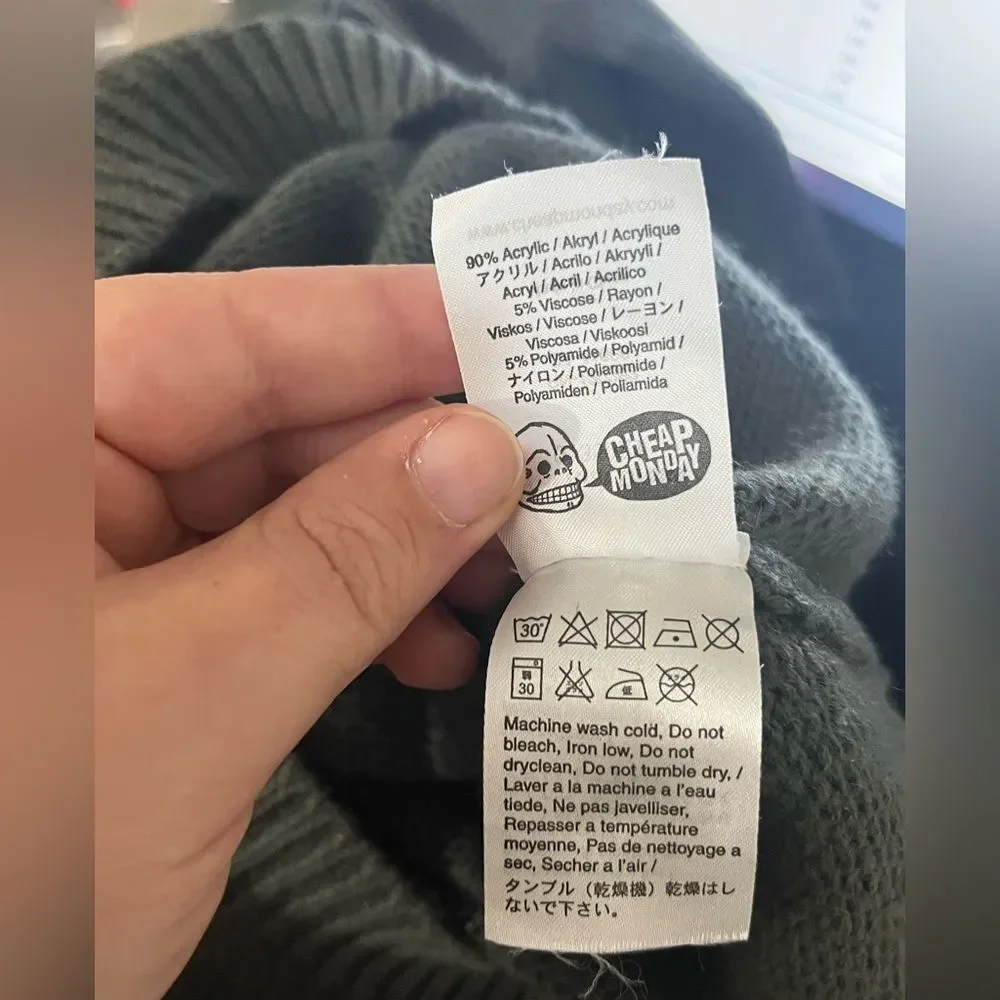 www.cheapmonday.com
90% Acrylic / Akryl / Acrylique
アクリル / Acrilo / Akryyli /
Acryl / Acril / Acrilico
5% Viscose / Rayon /
Viskos / Viscose / レーヨン /
Viscosa / Viskoosi
5% Polyamide / Polyamid /
ナイロン / Poliammide /
Polyamiden / Poliamida
CHEAP
MONDAY
30°
弱
30
低
Machine wash cold, Do not
bleach, Iron low, Do not
dryclean, Do not tumble dry, /
Laver a la machine a l'eau
tiede, Ne pas javelliser,
Repasser a température
moyenne, Pas de nettoyage a
sec, Secher a l'air /
タンブル（乾燥機）乾燥はし
ないで下さい。